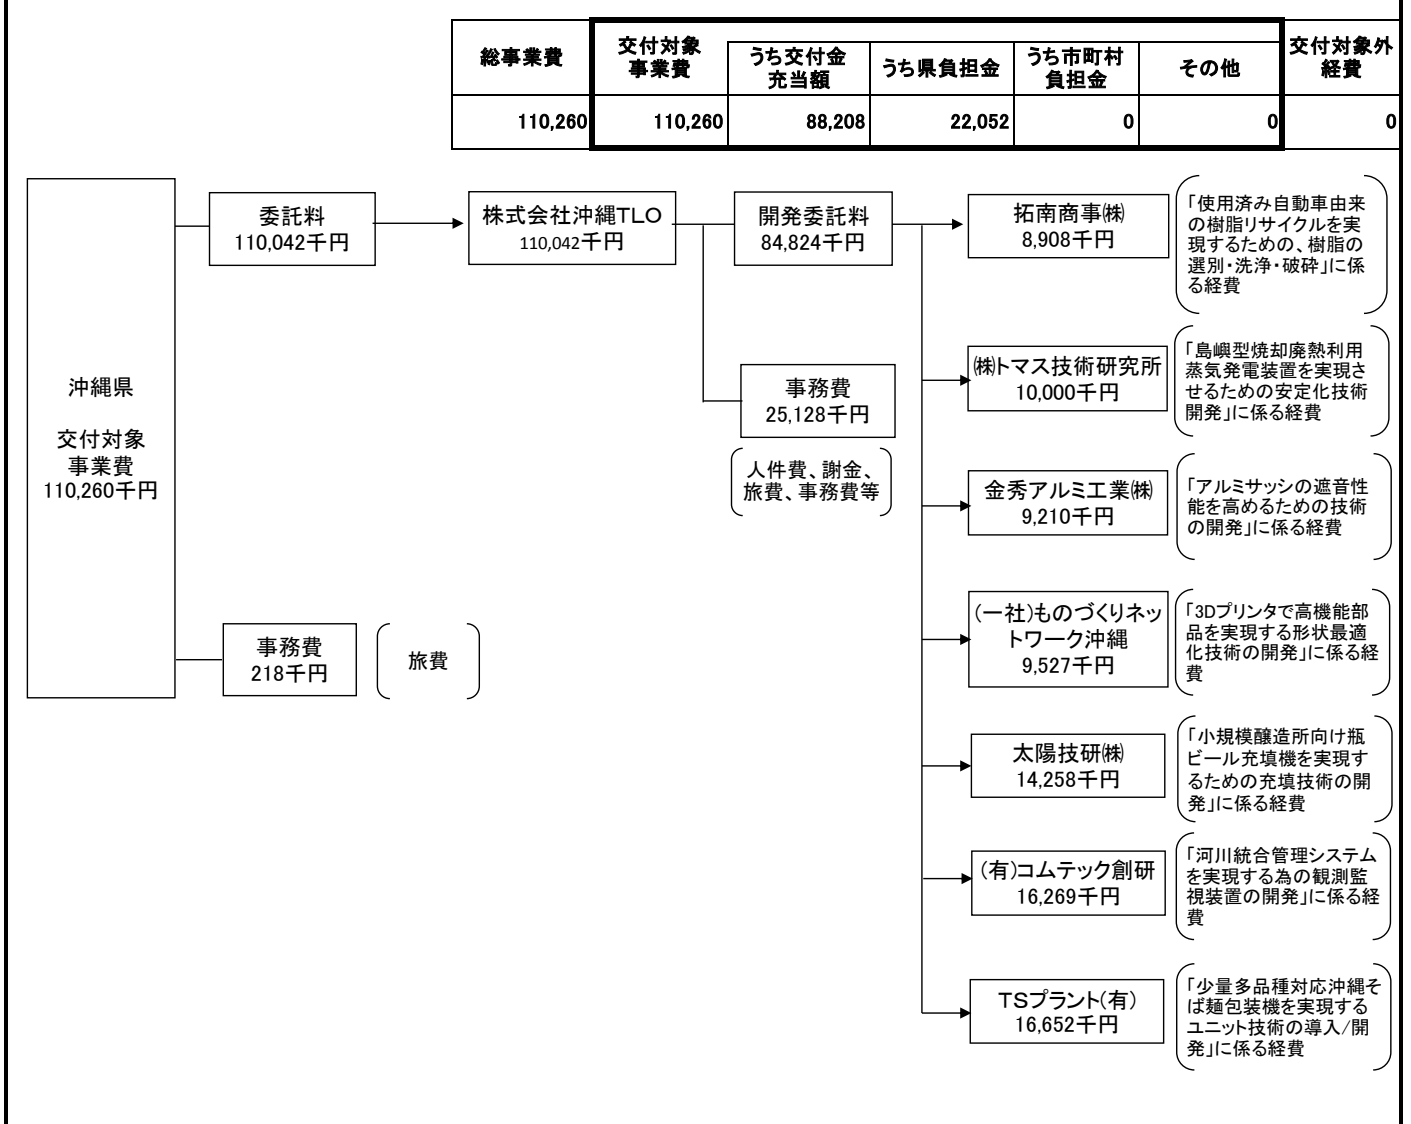 総事業費
交付対象
事業費
うち交付金
充当額
うち県負担金
うち市町村
負担金
その他
交付対象外
経費
110,260
110,260
88,208
22,052
0
0
0
沖縄県
交付対象
事業費
110,260千円
委託料
110,042千円
株式会社沖縄TLO
110,042千円
開発委託料
84,824千円
事務費
25,128千円
人件費、謝金、
旅費、事務費等
事務費
218千円
旅費
拓南商事㈱
8,908千円
「使用済み自動車由来
の樹脂リサイクルを実
現するための、樹脂の
選別・洗浄・破砕」に係
る経費
㈱トマス技術研究所
10,000千円
「島嶼型焼却廃熱利用
蒸気発電装置を実現さ
せるための安定化技術
開発」に係る経費
金秀アルミ工業㈱
9,210千円
「アルミサッシの遮音性
能を高めるための技術
の開発」に係る経費
(一社)ものづくりネッ
トワーク沖縄
9,527千円
「3Dプリンタで高機能部
品を実現する形状最適
化技術の開発」に係る経
費
太陽技研㈱
14,258千円
「小規模醸造所向け瓶
ビール充填機を実現す
るための充填技術の開
発」に係る経費
(有)コムテック創研
16,269千円
「河川統合管理システム
を実現する為の観測監
視装置の開発」に係る経
費
TSプラント(有)
16,652千円
「少量多品種対応沖縄そ
ば麺包装機を実現する
ユニット技術の導入/開
発」に係る経費